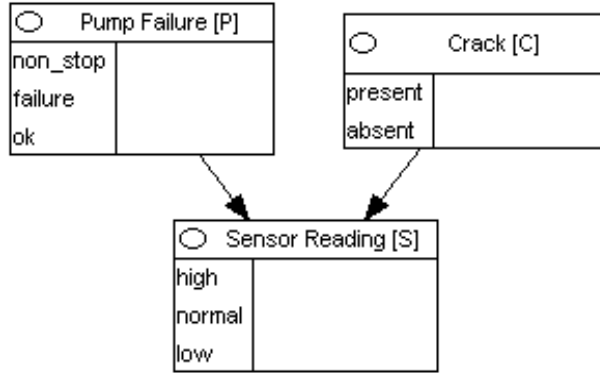 Pump Failure [P]
non_stop
failure
ok
Crack [C]
present
absent
Sensor Reading [S]
high
normal
low